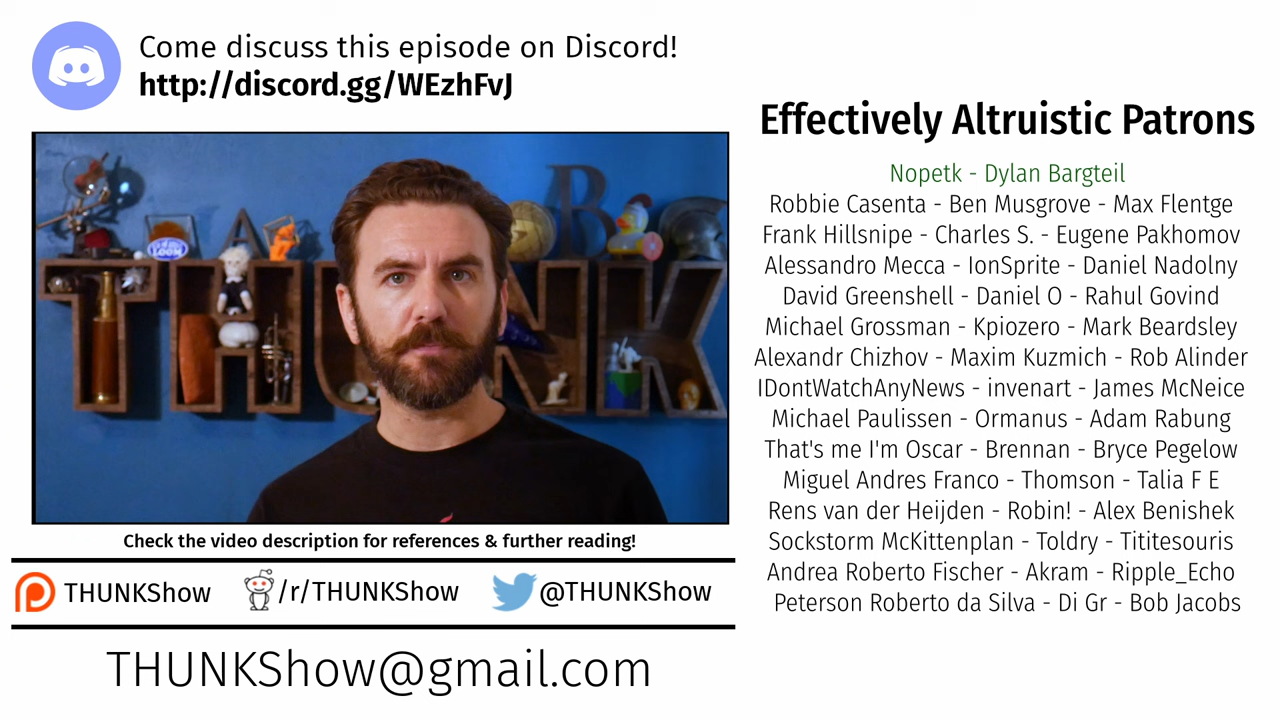 Come discuss this episode on Discord!
http://discord.gg/WEzhFvJ
THUNK
Check the video description for references & further reading!
THUNKShow
/r/THUNKShow
@THUNKShow
THUNKShow@gmail.com
Effectively Altruistic Patrons
Nopetk - Dylan Bargteil
Robbie Casenta - Ben Musgrove - Max Flentge
Frank Hillsnipe - Charles S. - Eugene Pakhomov
Alessandro Mecca - IonSprite - Daniel Nadolny
David Greenshell - Daniel O - Rahul Govind
Michael Grossman - Kpiozero - Mark Beardsley
Alexandr Chizhov - Maxim Kuzmich - Rob Alinder
IDontWatchAnyNews - invenart - James McNeice
Michael Paulissen - Ormanus - Adam Rabung
That's me I'm Oscar - Brennan - Bryce Pegelow
Miguel Andres Franco - Thomson - Talia F E
Rens van der Heijden - Robin! - Alex Benishek
Sockstorm McKittenplan - Toldry - Tititesouris
Andrea Roberto Fischer - Akram - Ripple_Echo
Peterson Roberto da Silva - Di Gr - Bob Jacobs